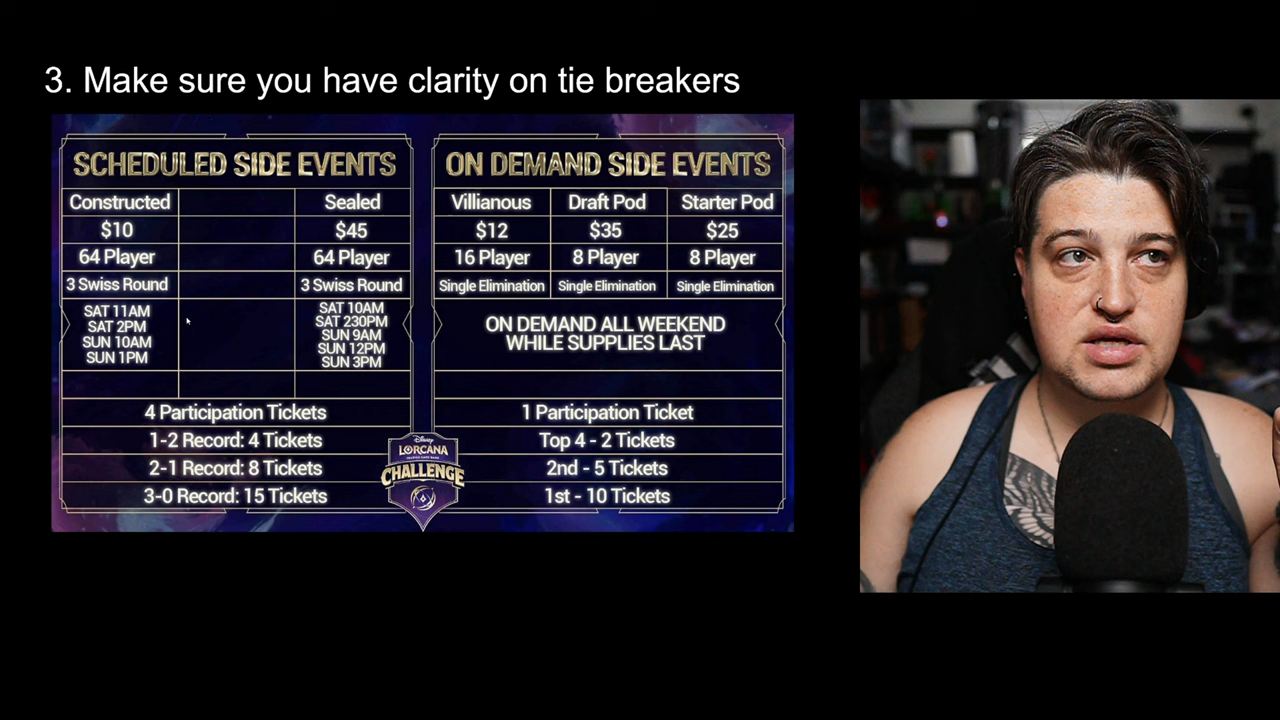 3. Make sure you have clarity on tie breakers
SCHEDULED SIDE EVENTS
Constructed Sealed
$10 $45
64 Player 64 Player
3 Swiss Round 3 Swiss Round
SAT 11AM
SAT 2PM
SUN 10AM
SUN 1PM
SAT 10AM
SAT 230PM
SUN 9AM
SUN 12PM
SUN 3PM
4 Participation Tickets
1-2 Record: 4 Tickets
2-1 Record: 8 Tickets
3-0 Record: 15 Tickets
ON DEMAND SIDE EVENTS
Villianous Draft Pod Starter Pod
$12 $35 $25
16 Player 8 Player 8 Player
Single Elimination Single Elimination Single Elimination
ON DEMAND ALL WEEKEND
WHILE SUPPLIES LAST
1 Participation Ticket
Top 4 - 2 Tickets
2nd - 5 Tickets
1st - 10 Tickets
Disney
LORCANA
TRADING CARD GAME
CHALLENGE